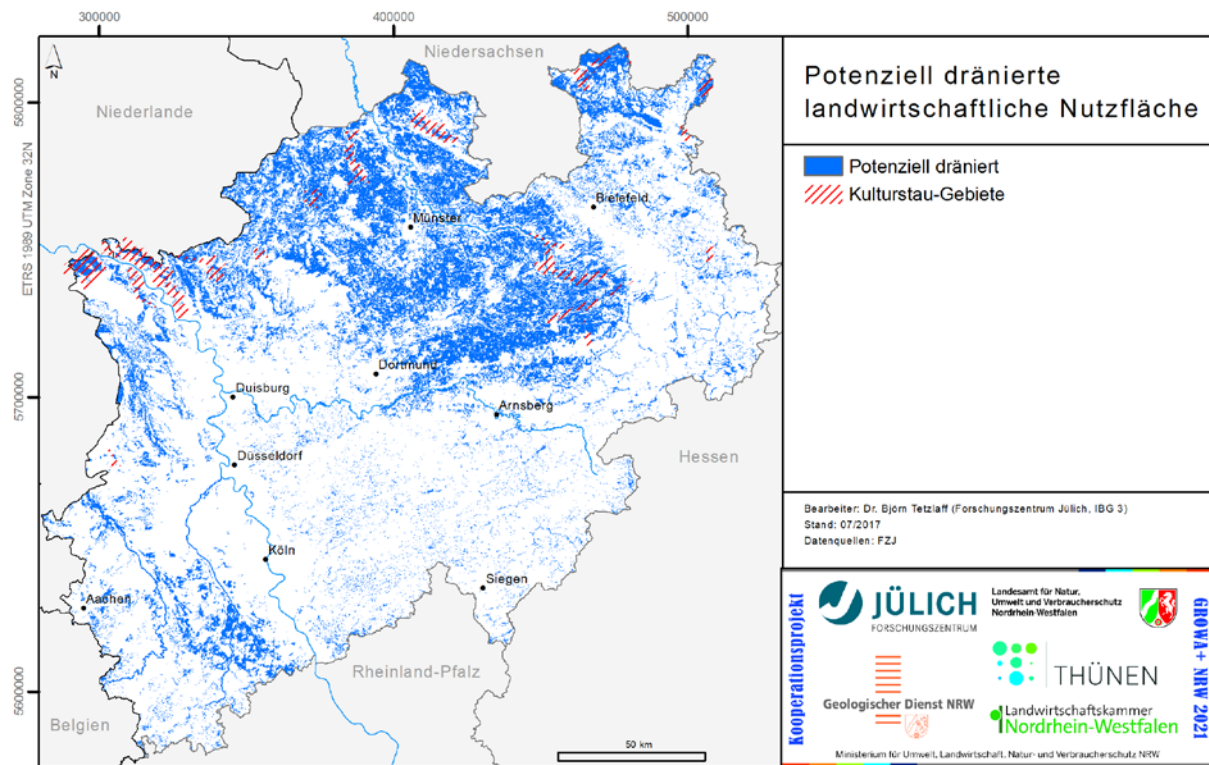 300000
400000
500000
5800000
5700000
5600000
ETRS 1989 UTM Zone 32N
N
Niederlande
Niedersachsen
Hessen
Rheinland-Pfalz
Belgien
Münster
Bielefeld
Dortmund
Duisburg
Arnsberg
Düsseldorf
Köln
Siegen
Aachen
50 km
Potenziell dränierte
landwirtschaftliche Nutzfläche
Potenziell dräniert
Kulturstau-Gebiete
Bearbeiter: Dr. Björn Tetzlaff (Forschungszentrum Jülich, IBG 3)
Stand: 07/2017
Datenquellen: FZJ
Kooperationsprojekt
JÜLICH
FORSCHUNGSZENTRUM
Landesamt für Natur,
Umwelt und Verbraucherschutz
Nordrhein-Westfalen
THÜNEN
Geologischer Dienst NRW
Landwirtschaftskammer
Nordrhein-Westfalen
GROWA+ NRW 2021
Ministerium für Umwelt, Landwirtschaft, Natur- und Verbraucherschutz NRW